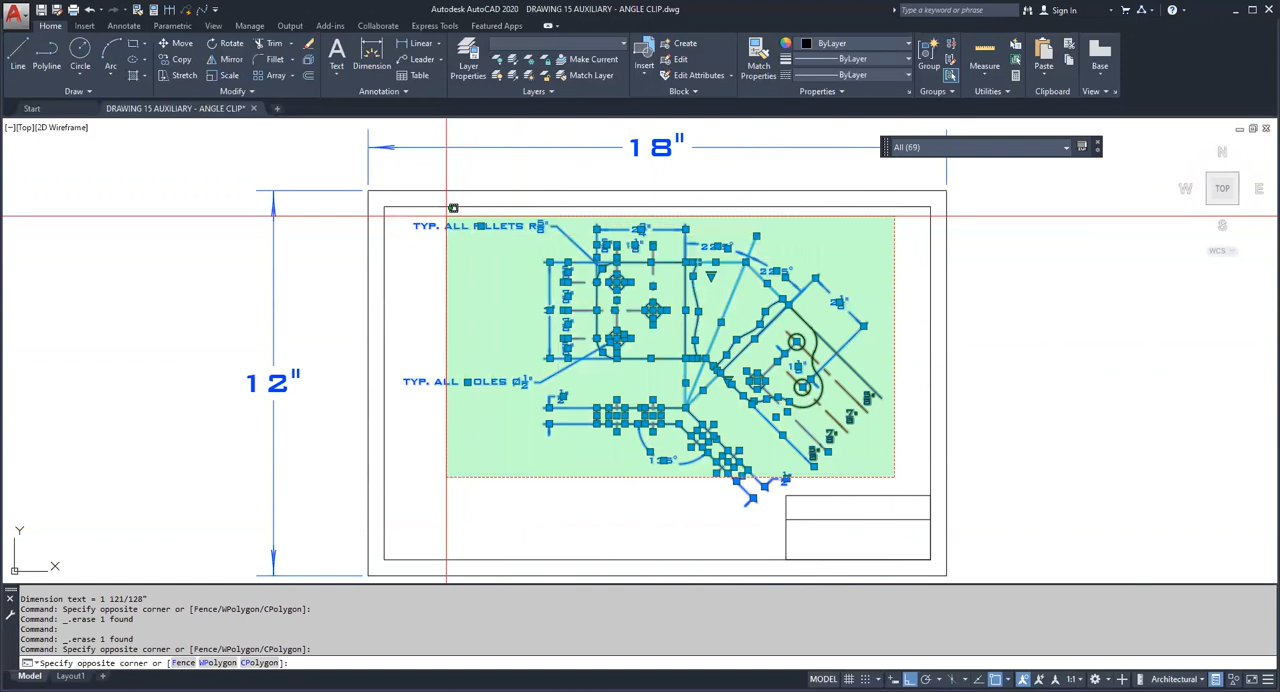 Autodesk AutoCAD 2020 DRAWING 15 AUXILIARY - ANGLE CLIP.dwg
Type a keyword or phrase
Sign In
Home Insert Annotate Parametric View Manage Output Add-ins Collaborate Express Tools Featured Apps
Line Polyline Circle Arc
Move Rotate Trim
Copy Mirror Fillet
Stretch Scale Array
Text Dimension
Linear
Leader
Table
Layer Properties
Make Current
Match Layer
Insert
Create
Edit
Edit Attributes
Match Properties
ByLayer
ByLayer
ByLayer
Group Measure Paste Base
Draw Modify Annotation Layers Block Properties Groups Utilities Clipboard View
Start DRAWING 15 AUXILIARY - ANGLE CLIP*
[−][Top][2D Wireframe]
18"
All (69)
N
W TOP E
S
WCS
12"
TYP. ALL FILLETS
TYP. ALL HOLES
Y
X
Dimension text = 1 121/128"
Command: Specify opposite corner or [Fence/WPolygon/CPolygon]:
Command: _.erase 1 found
Command:
Command: _.erase 1 found
Command: Specify opposite corner or [Fence/WPolygon/CPolygon]:
Specify opposite corner or [Fence WPolygon CPolygon]:
Model Layout1
MODEL 1:1 Architectural